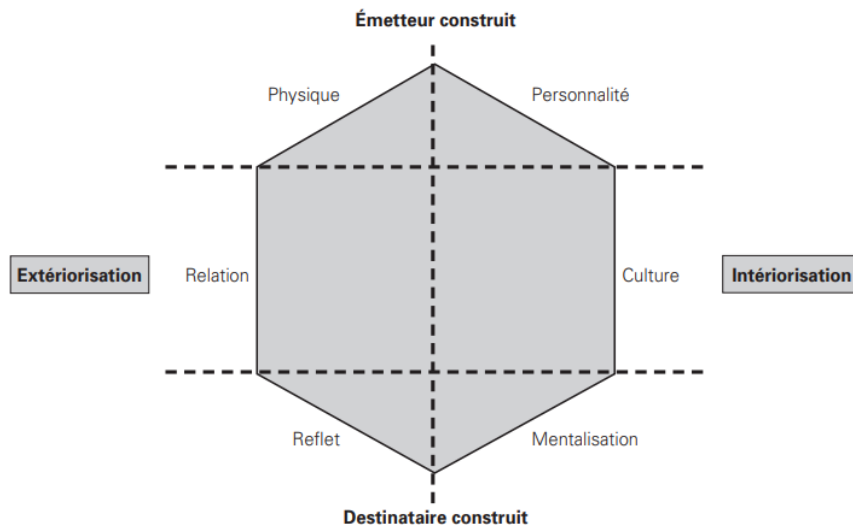 Émetteur construit
Physique
Personnalité
Extériorisation
Relation
Culture
Intériorisation
Reflet
Mentalisation
Destinataire construit